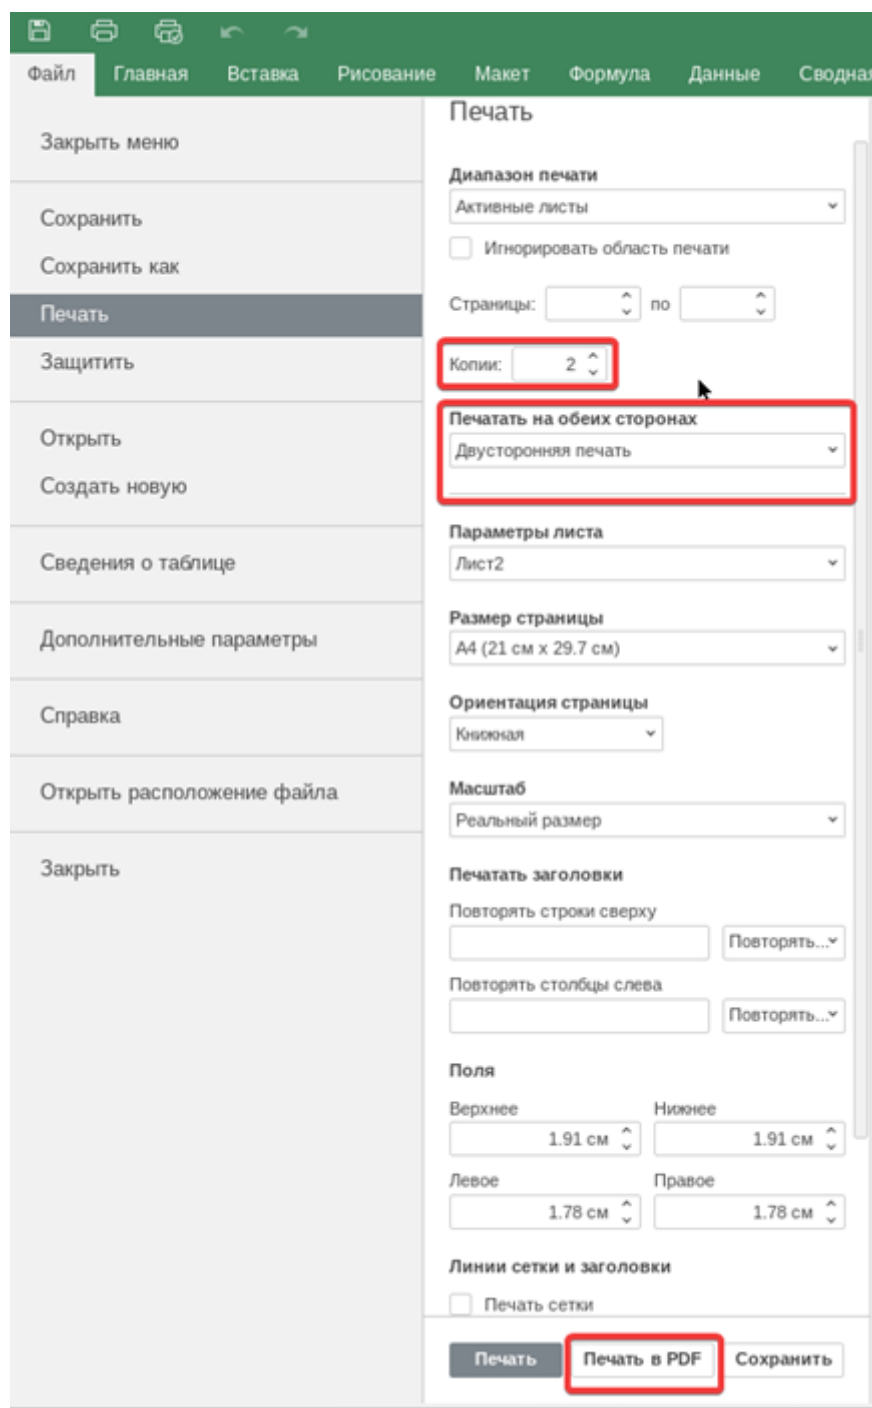 Файл Главная Вставка Рисование Макет Формула Данные Сводная
Закрыть меню
Сохранить
Сохранить как
Печать
Защитить
Открыть
Создать новую
Сведения о таблице
Дополнительные параметры
Справка
Открыть расположение файла
Закрыть
Печать
Диапазон печати
Активные листы
Игнорировать область печати
Страницы: по
Копии: 2
Печатать на обеих сторонах
Двусторонняя печать
Параметры листа
Лист2
Размер страницы
A4 (21 см x 29.7 см)
Ориентация страницы
Книжная
Масштаб
Реальный размер
Печатать заголовки
Повторять строки сверху
Повторять...
Повторять столбцы слева
Повторять...
Поля
Верхнее Нижнее
1.91 см 1.91 см
Левое Правое
1.78 см 1.78 см
Линии сетки и заголовки
Печать сетки
Печать Печать в PDF Сохранить